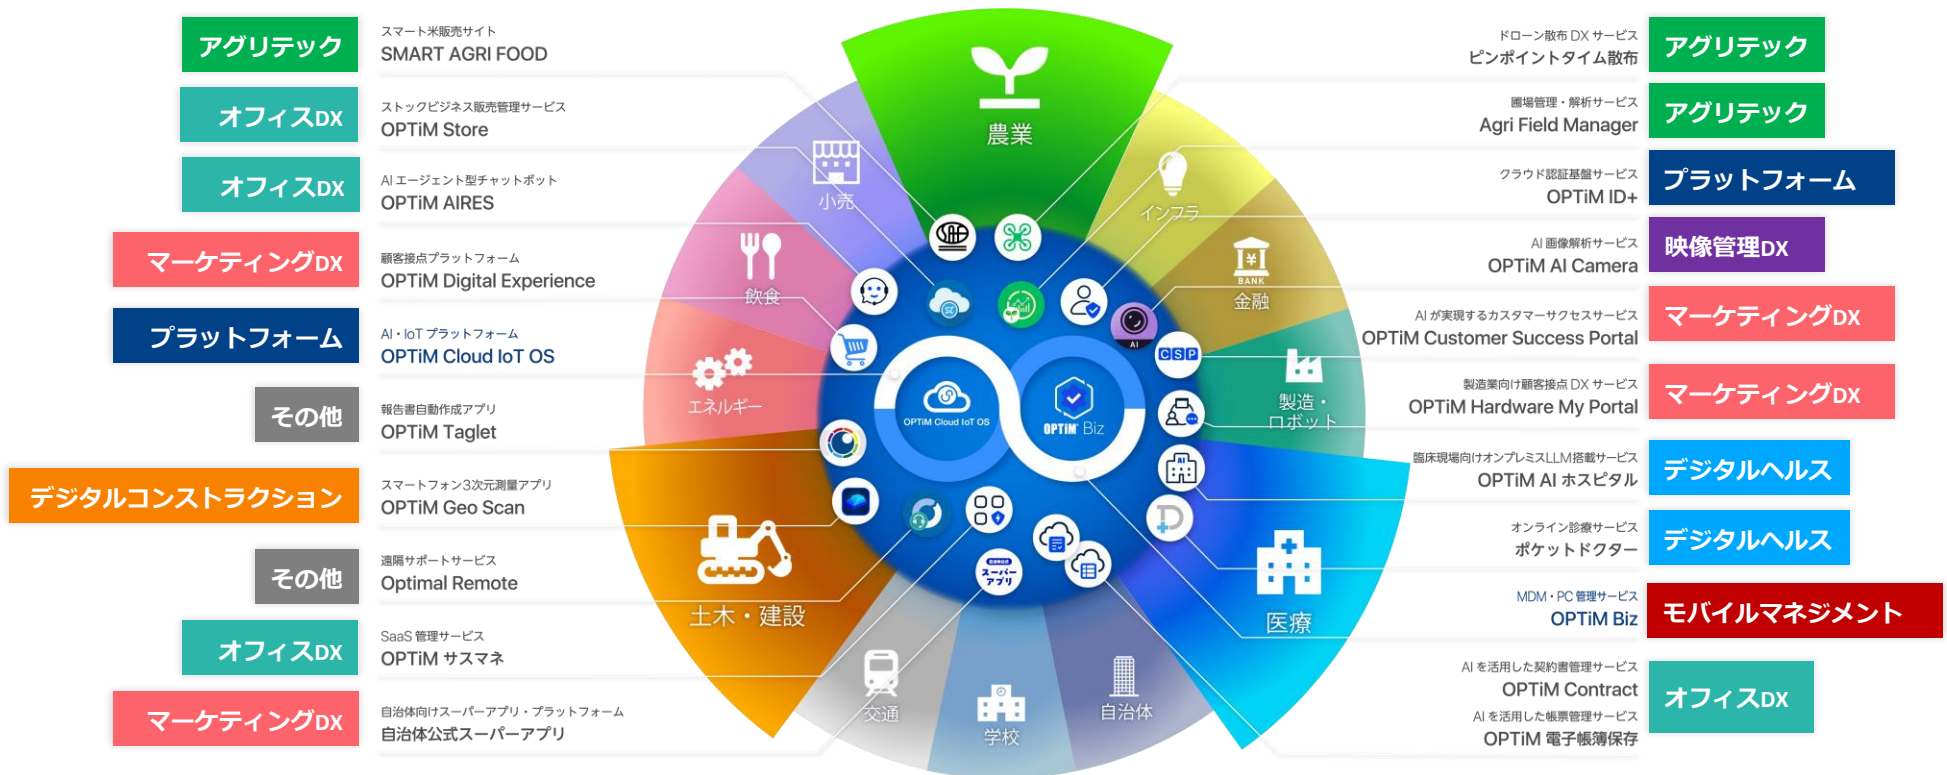 アグリテック
スマート米販売サイト
SMART AGRI FOOD
オフィスDX
ストックビジネス販売管理サービス
OPTiM Store
オフィスDX
AI エージェント型チャットボット
OPTiM AIRES
マーケティングDX
顧客接点プラットフォーム
OPTiM Digital Experience
プラットフォーム
AI・IoT プラットフォーム
OPTiM Cloud IoT OS
その他
報告書自動作成アプリ
OPTiM Taglet
デジタルコンストラクション
スマートフォン3次元測量アプリ
OPTiM Geo Scan
その他
遠隔サポートサービス
Optimal Remote
オフィスDX
SaaS 管理サービス
OPTiM サスマネ
マーケティングDX
自治体向けスーパーアプリ・プラットフォーム
自治体公式スーパーアプリ
農業
小売
インフラ
飲食
BANK
金融
エネルギー
製造・
ロボット
土木・建設
医療
交通
学校
自治体
SAF
AI
CSP
OPTiM Cloud IoT OS
OPTiM Biz
AI
スーパー
アプリ
ドローン散布 DX サービス
ピンポイントタイム散布
アグリテック
圃場管理・解析サービス
Agri Field Manager
アグリテック
クラウド認証基盤サービス
OPTiM ID+
プラットフォーム
AI 画像解析サービス
OPTiM AI Camera
映像管理DX
AI が実現するカスタマーサクセスサービス
OPTiM Customer Success Portal
マーケティングDX
製造業向け顧客接点 DX サービス
OPTiM Hardware My Portal
マーケティングDX
臨床現場向けオンプレミスLLM搭載サービス
OPTiM AI ホスピタル
デジタルヘルス
オンライン診療サービス
ポケットドクター
デジタルヘルス
MDM・PC 管理サービス
OPTiM Biz
モバイルマネジメント
AI を活用した契約書管理サービス
OPTiM Contract
AI を活用した帳票管理サービス
OPTiM 電子帳簿保存
オフィスDX